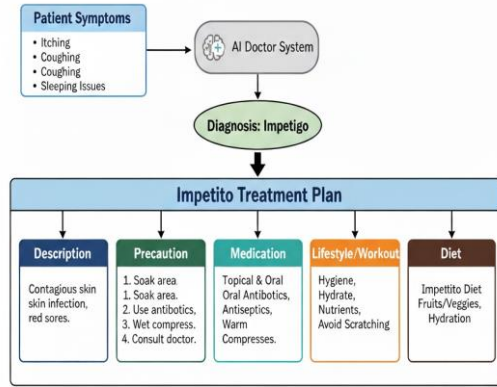 Patient Symptoms
• Itching
• Coughing
• Coughing
• Sleeping Issues
AI Doctor System
Diagnosis: Impetigo
Impetito Treatment Plan
Description
Contagious skin
skin infection,
red sores.
Precaution
1. Soak area
1. Soak area.
2. Use antibotics,
3. Wet compress.
4. Consult doctor.
Medication
Topical & Oral
Oral Antibotics,
Antiseptics,
Warm
Compresses.
Lifestyle/Workout
Hygiene,
Hydrate,
Nutrients,
Avoid Scratching
Diet
Impettito Diet
Fruits/Veggies,
Hydration